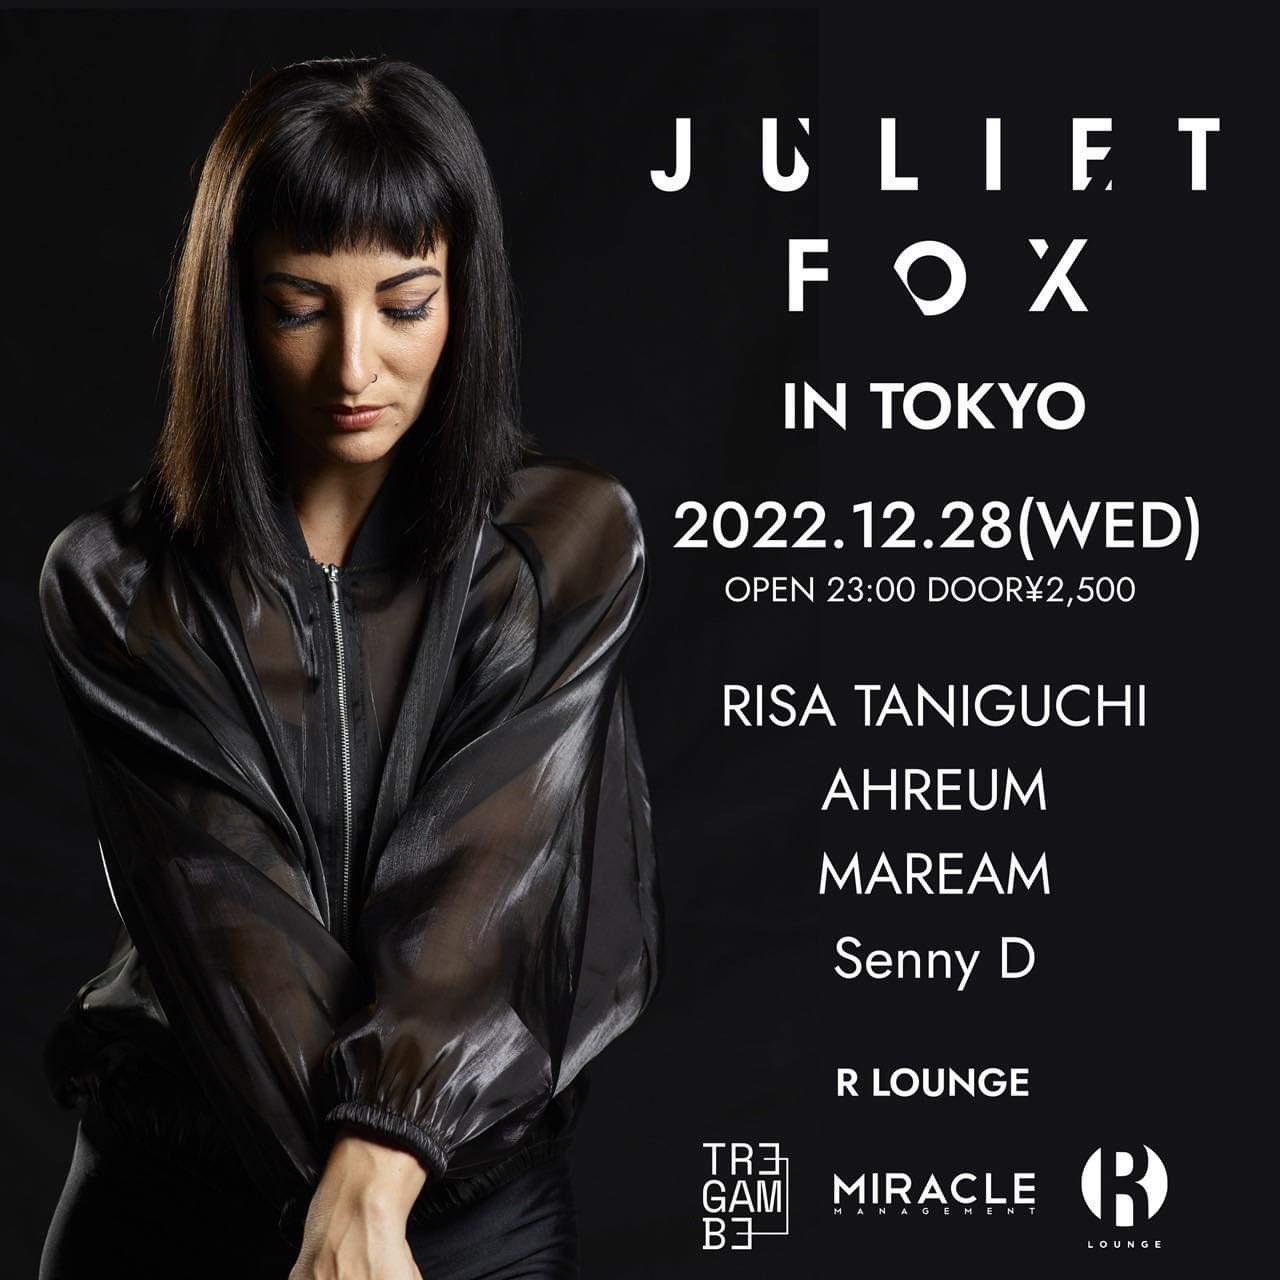 JULIET
FOX
IN TOKYO
2022.12.28(WED)
OPEN 23:00 DOOR¥2,500
RISA TANIGUCHI
AHREUM
MAREAM
Senny D
R LOUNGE
TRE
GAM
BE
MIRACLE
MANAGEMENT
R
LOUNGE